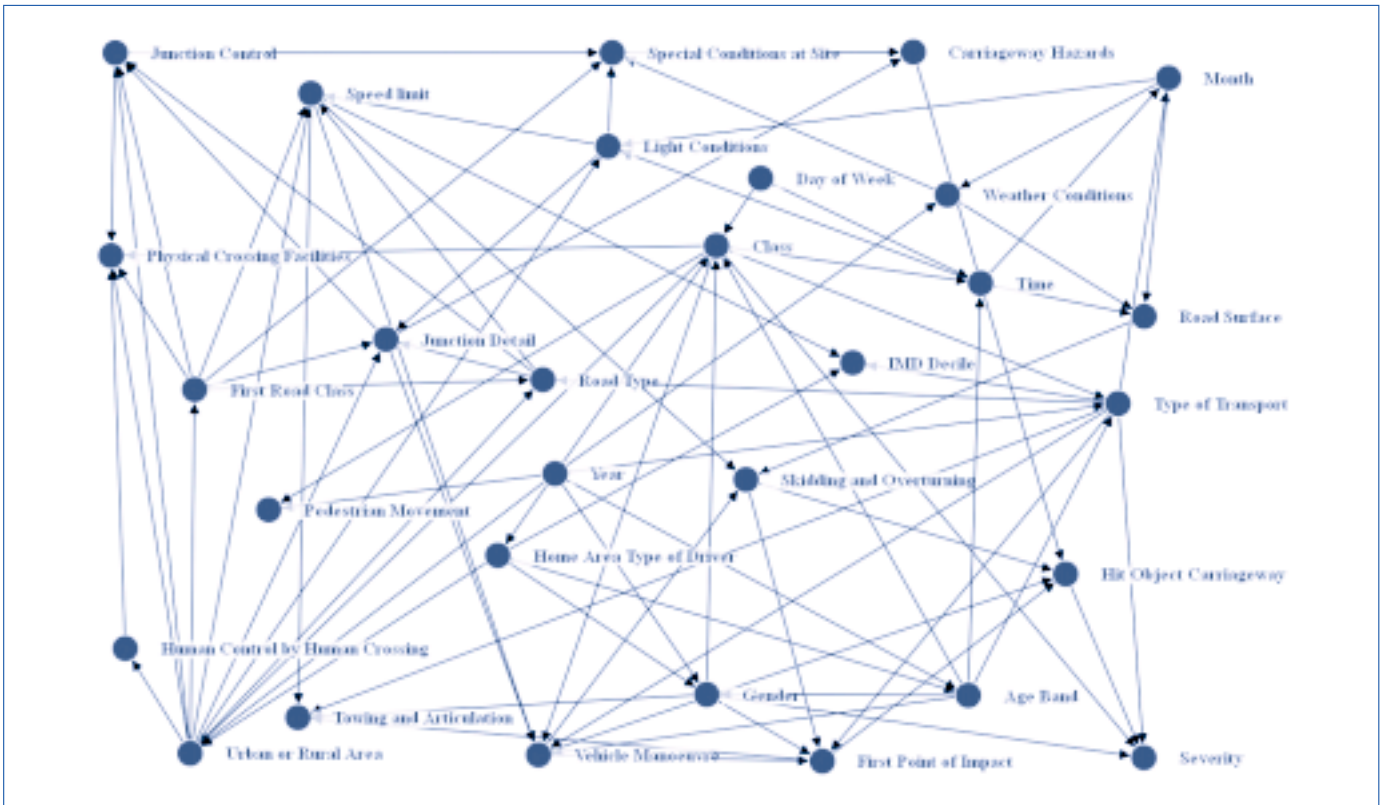 Junction Control
Special Conditions at Site
Carriageway Hazards
Month
Speed limit
Light Conditions
Day of Week
Weather Conditions
Class
Physical Crossing Facilities
Time
Road Surface
Junction Detail
IMD Decile
Road Type
First Road Class
Type of Transport
Year
Skidding and Overturning
Pedestrian Movement
Home Area Type of Driver
Hit Object Carriageway
Human Control by Human Crossing
Gender
Age Band
Towing and Articulation
Urban or Rural Area
Vehicle Manoeuvre
First Point of Impact
Severity